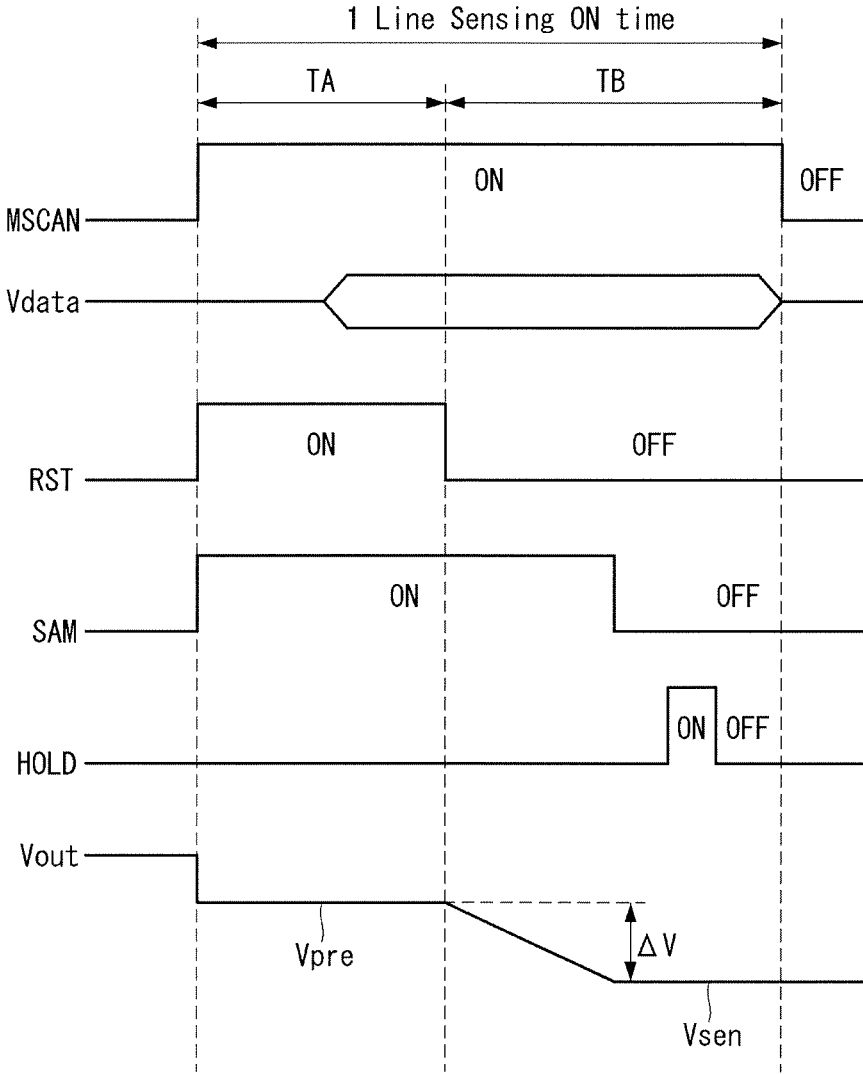 1 Line Sensing ON time
TA TB
ON OFF
MSCAN
Vdata
ON OFF
RST
ON OFF
SAM
ON OFF
HOLD
Vout
Vpre
ΔV
Vsen